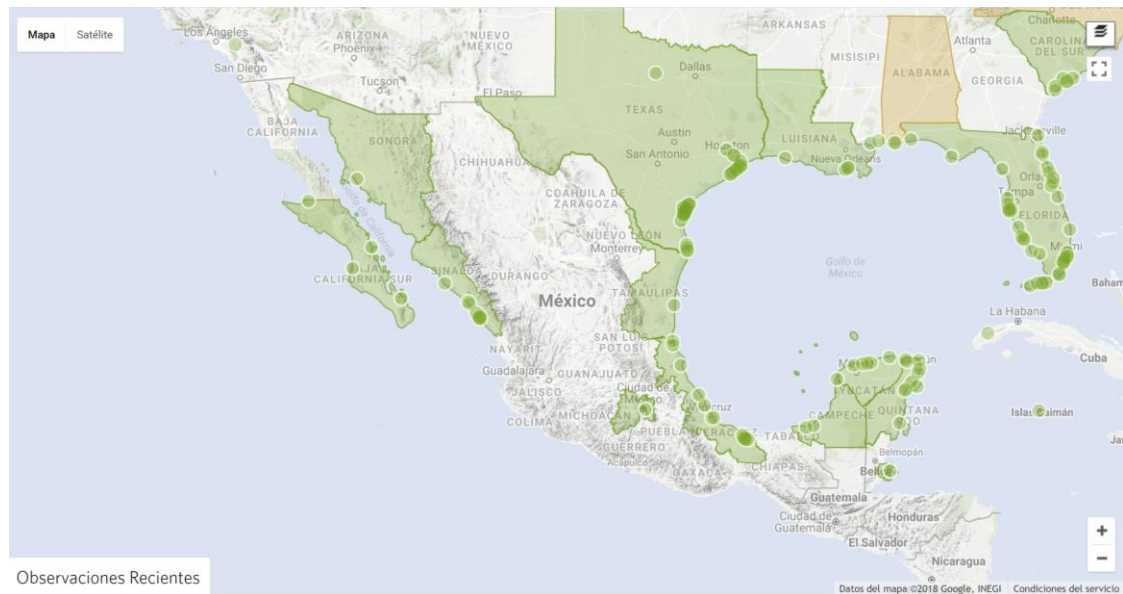 Mapa Satélite
Los Ángeles
San Diego
ARIZONA
Phoenix
Tucson
NUEVO
MÉXICO
El Paso
Dallas
TEXAS
Austin
Houston
San Antonio
ARKANSAS
MISISIPI
ALABAMA
Atlanta
GEORGIA
Charlotte
CAROLINA
DEL SUR
Jacksonville
LUISIANA
Nueva Orleans
Tampa
FLORIDA
Miami
BAJA
CALIFORNIA
SONORA
Golfo de
California
CHIHUAHUA
COAHUILA DE
ZARAGOZA
NUEVO LEÓN
Monterrey
BAJA
CALIFORNIA SUR
SINALOA
DURANGO
México
TAMAULIPAS
SAN LUIS
POTOSÍ
NAYARIT
Guadalajara
GUANAJUATO
JALISCO
Ciudad de
México
COLIMA
MICHOACÁN
PUEBLA
VERACRUZ
GUERRERO
Acapulco
OAXACA
TABASCO
CHIAPAS
CAMPECHE
YUCATÁN
QUINTANA
ROO
Golfo de
México
La Habana
Cuba
Islas Caimán
Belmopán
Guatemala
Ciudad de
Guatemala
Honduras
El Salvador
Nicaragua
+
−
Observaciones Recientes
Datos del mapa ©2018 Google, INEGI Condiciones del servicio